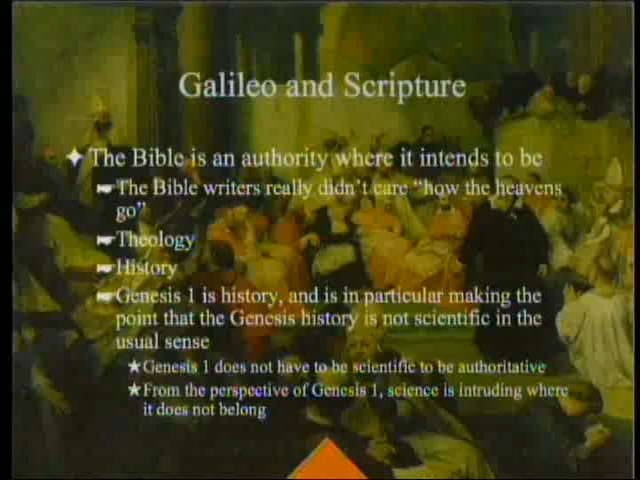 Galileo and Scripture
The Bible is an authority where it intends to be
The Bible writers really didn't care "how the heavens
go"
Theology
History
Genesis 1 is history, and is in particular making the
point that the Genesis history is not scientific in the
usual sense
Genesis 1 does not have to be scientific to be authoritative
From the perspective of Genesis 1, science is intruding where
it does not belong